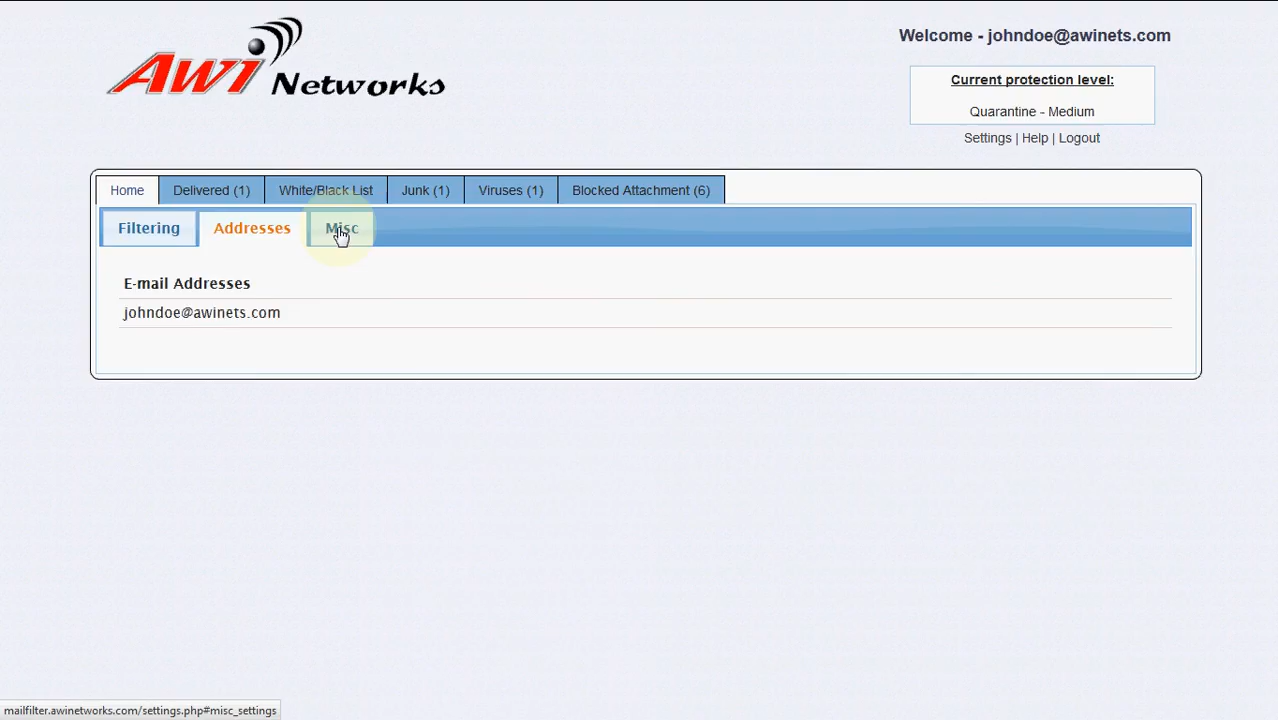 Awi Networks
Welcome - johndoe@awinets.com
Current protection level:
Quarantine - Medium
Settings | Help | Logout
Home Delivered (1) White/Black List Junk (1) Viruses (1) Blocked Attachment (6)
Filtering Addresses Misc
E-mail Addresses
johndoe@awinets.com
mailfilter.awinetworks.com/settings.php#misc_settings